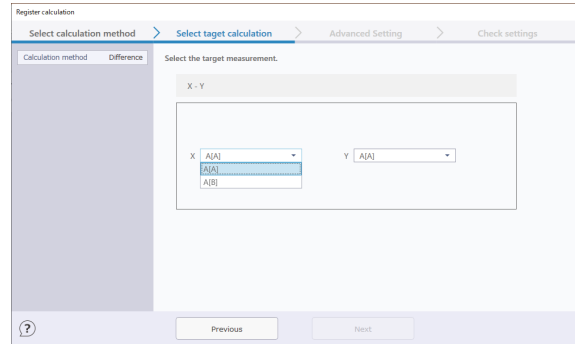 Register calculation
Select calculation method
Select taget calculation
Advanced Setting
Check settings
Calculation method Difference
Select the target measurement.
X - Y
X A[A] Y A[A]
A[A]
A[B]
? Previous Next